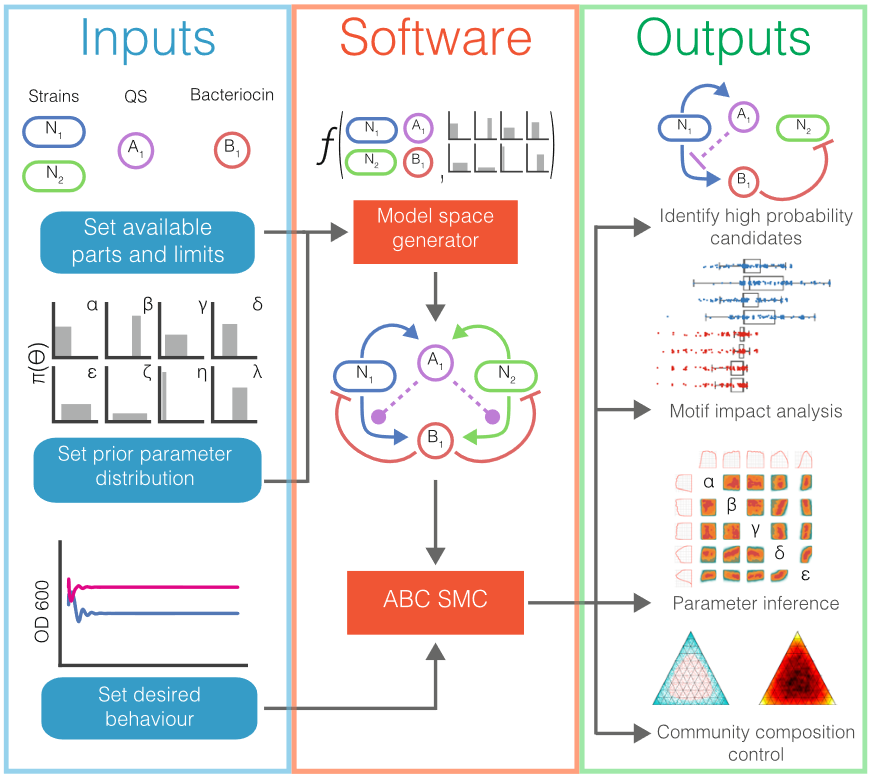 Inputs
Strains
QS
Bacteriocin
N1
A1
B1
N2
Set available
parts and limits
π(Θ)
α
β
γ
δ
ε
ζ
η
λ
Set prior parameter
distribution
OD 600
Set desired
behaviour
Software
f( N1 A1
N2 B1 , )
Model space
generator
A1
N1
N2
B1
ABC SMC
Outputs
A1
N1
N2
B1
Identify high probability
candidates
Motif impact analysis
α
β
γ
δ
ε
Parameter inference
Community composition
control